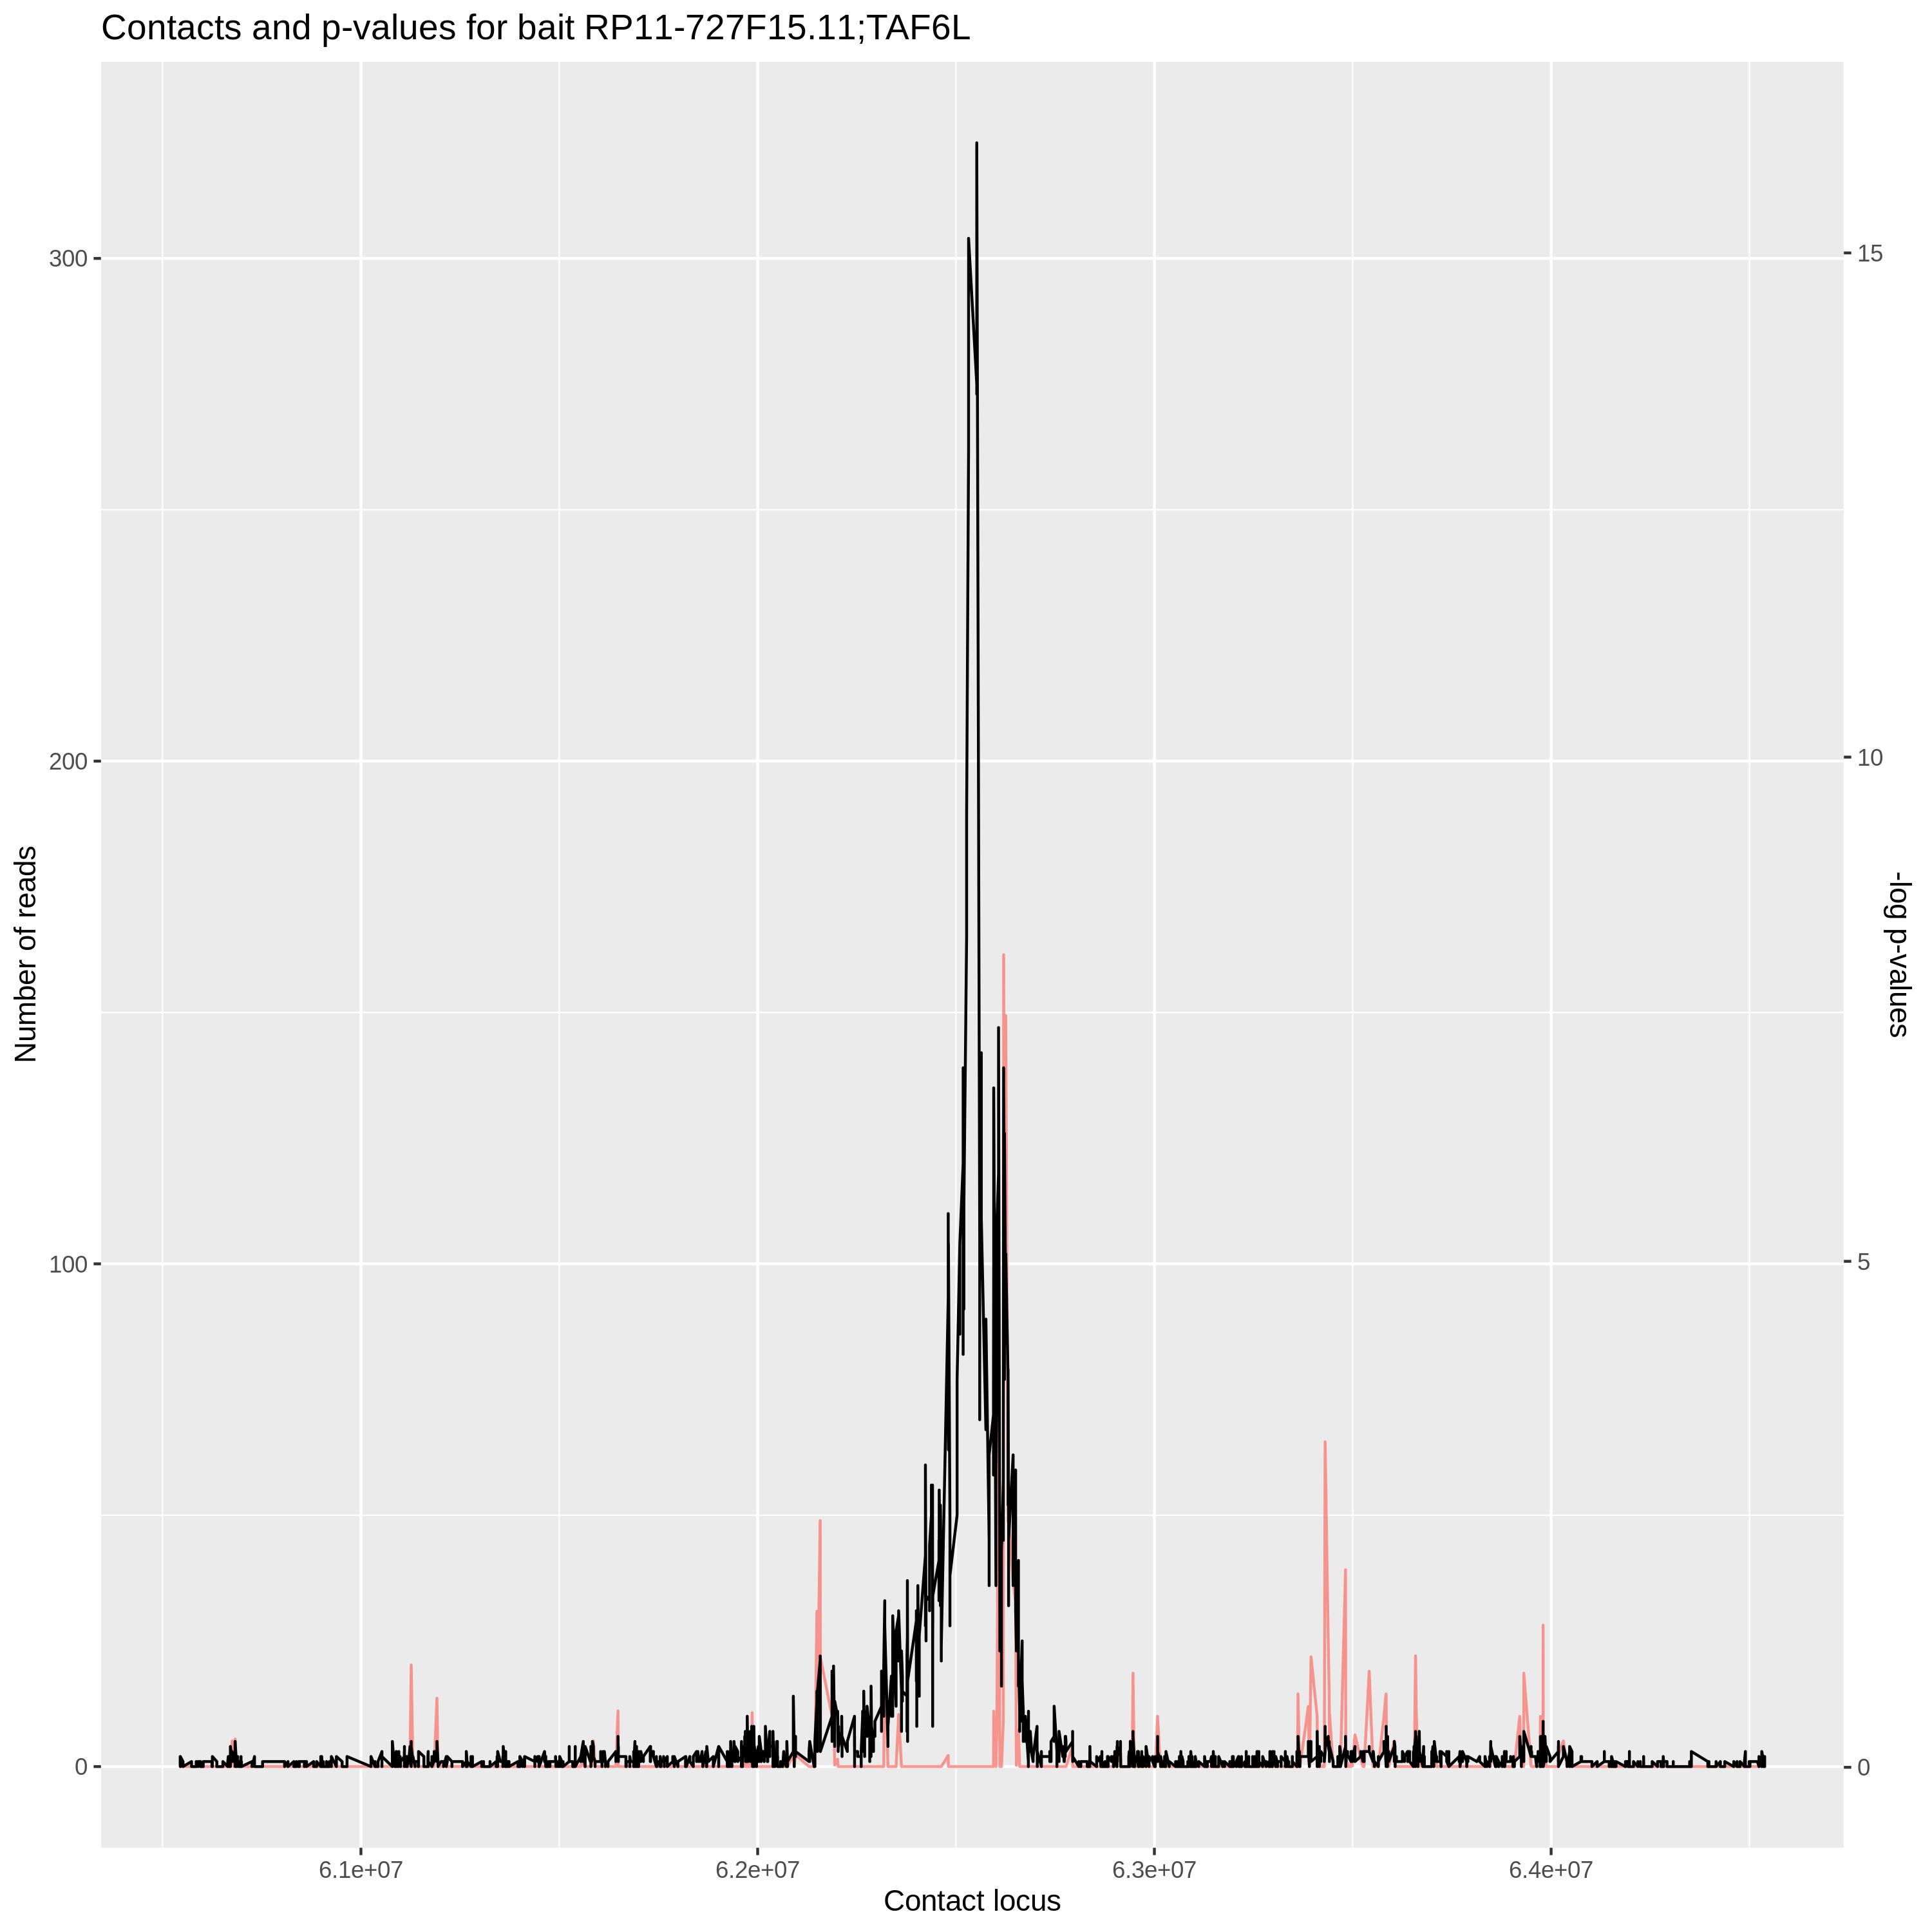 Contacts and p-values for bait RP11-727F15.11;TAF6L
300
200
100
0
Number of reads
15
10
5
0
-log p-values
6.1e+07
6.2e+07
6.3e+07
6.4e+07
Contact locus